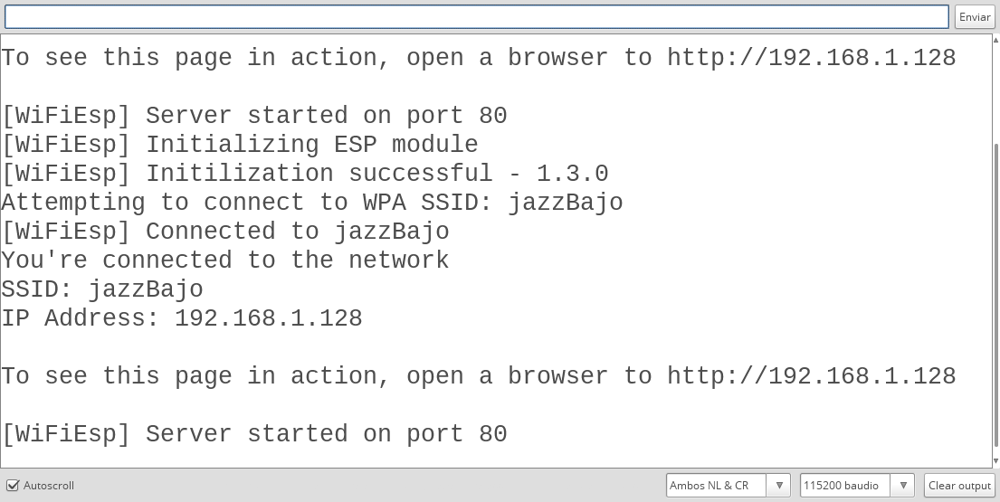 Enviar
To see this page in action, open a browser to http://192.168.1.128
[WiFiEsp] Server started on port 80
[WiFiEsp] Initializing ESP module
[WiFiEsp] Initilization successful - 1.3.0
Attempting to connect to WPA SSID: jazzBajo
[WiFiEsp] Connected to jazzBajo
You're connected to the network
SSID: jazzBajo
IP Address: 192.168.1.128
To see this page in action, open a browser to http://192.168.1.128
[WiFiEsp] Server started on port 80
Autoscroll Ambos NL & CR 115200 baudio Clear output